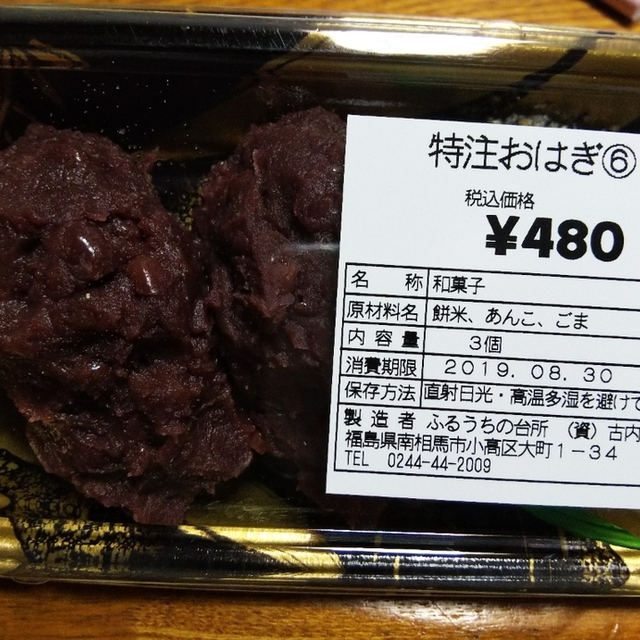 特注おはぎ⑥
税込価格
¥480
名 称 和菓子
原材料名 餅米、あんこ、ごま
内容量 3個
消費期限 2019.08.30
保存方法 直射日光・高温多湿を避けて
製造者 ふるうちの台所 (資)古内
福島県南相馬市小高区大町1-34
TEL 0244-44-2009